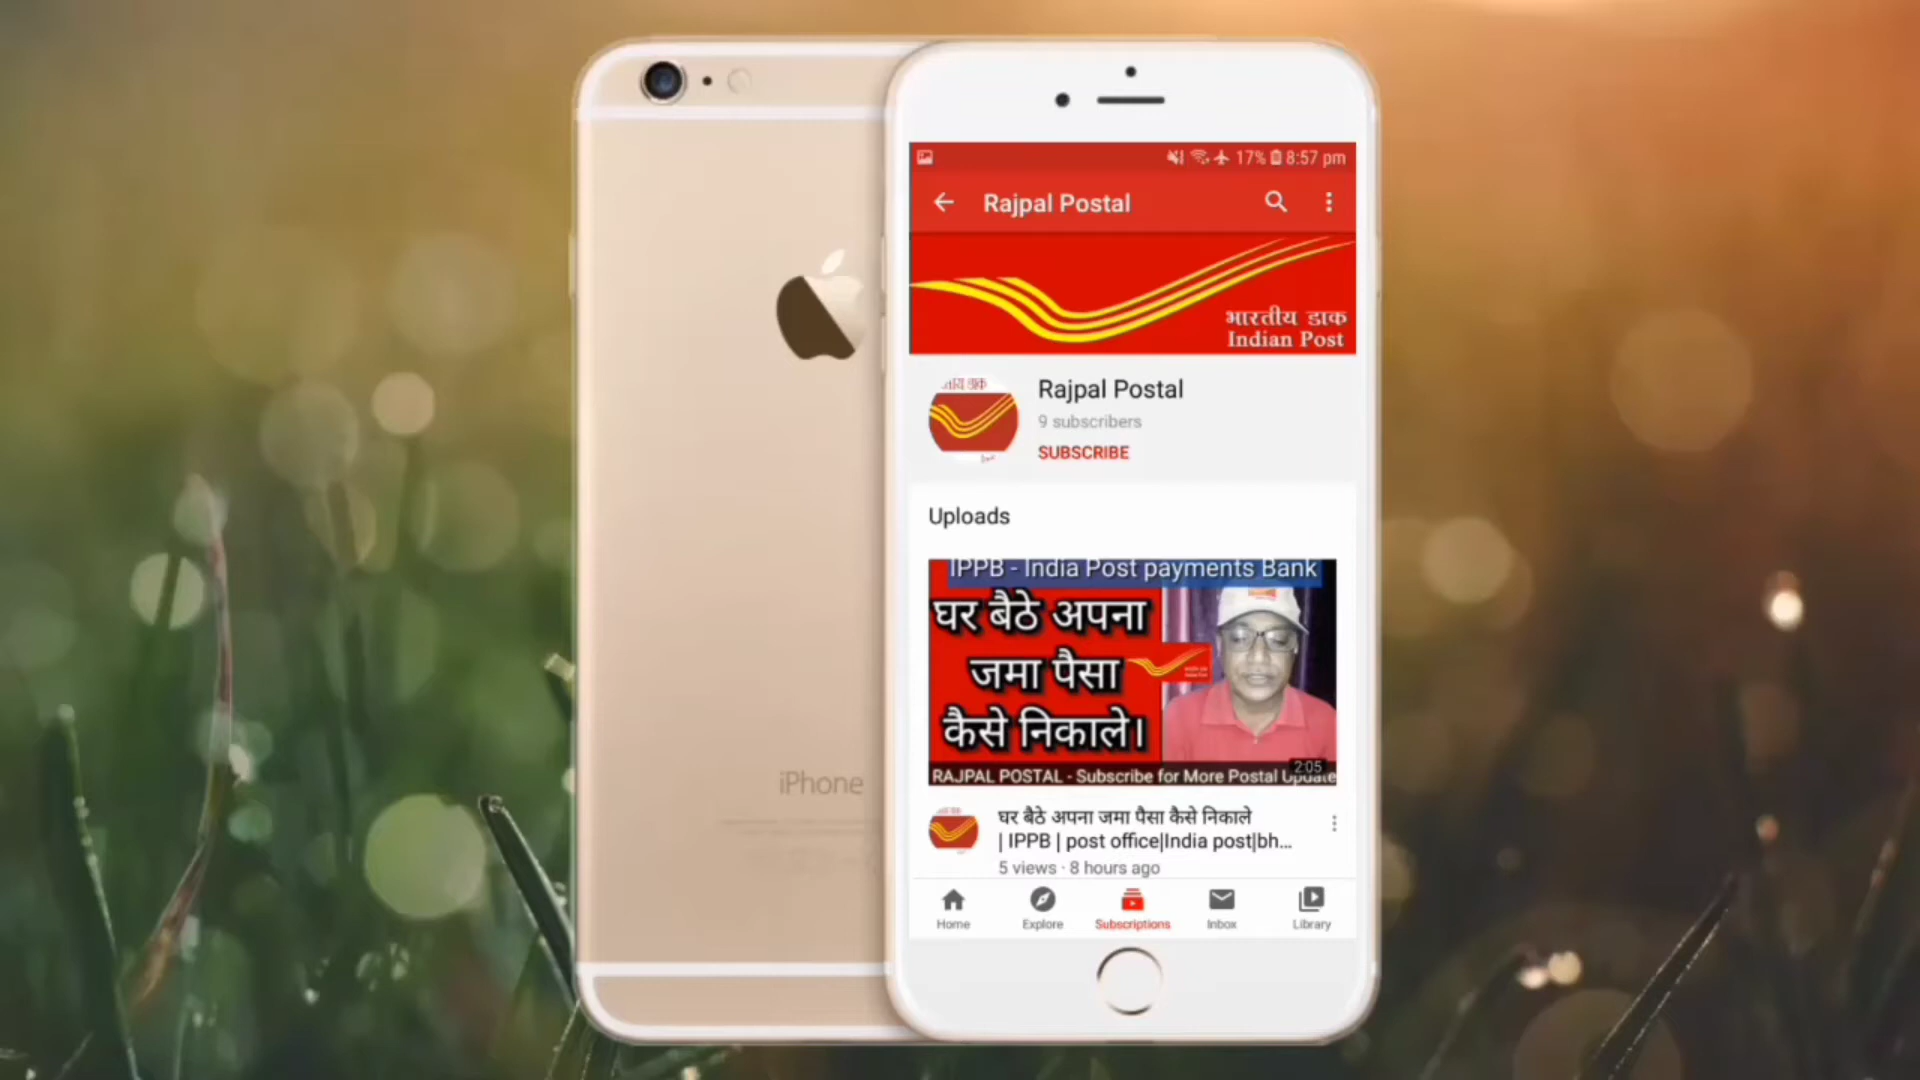 17% 8:57 pm
Rajpal Postal
भारतीय डाक
Indian Post
Rajpal Postal
9 subscribers
SUBSCRIBE
Uploads
IPPB - India Post payments Bank
घर बैठे अपना
जमा पैसा
कैसे निकाले।
2:05
RAJPAL POSTAL - Subscribe for More Postal Update
घर बैठे अपना जमा पैसा कैसे निकाले
| IPPB | post office|India post|bh...
5 views · 8 hours ago
Home
Explore
Subscriptions
Inbox
Library
iPhone